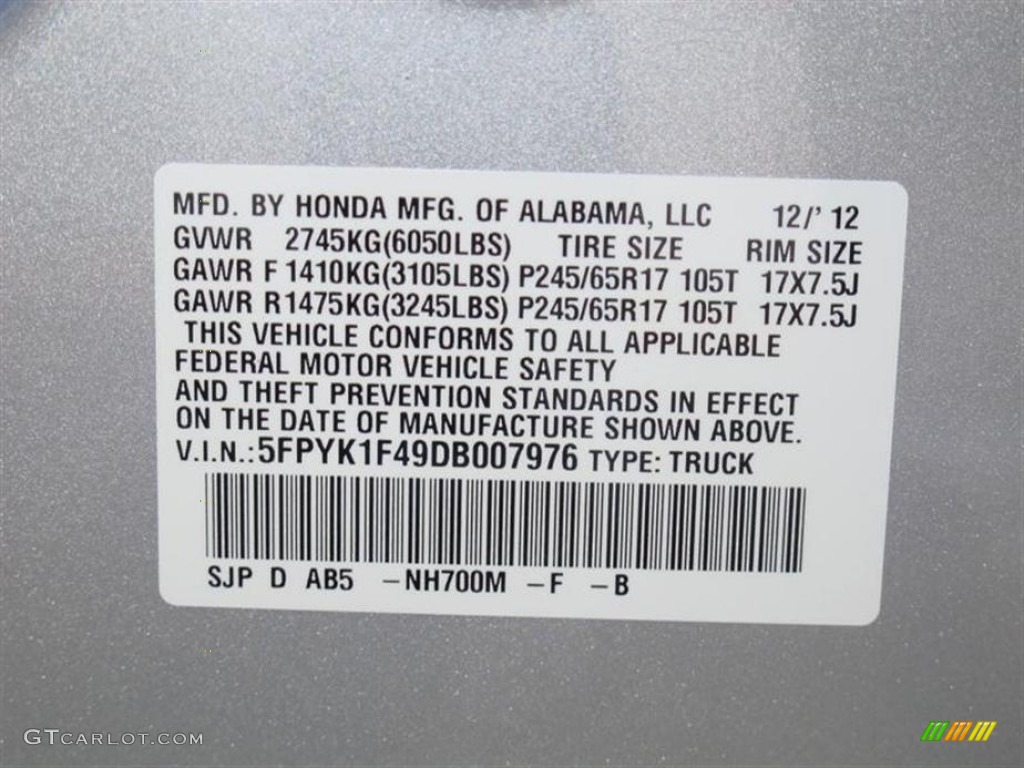 MFD. BY HONDA MFG. OF ALABAMA, LLC 12/' 12
GVWR 2745KG(6050LBS) TIRE SIZE RIM SIZE
GAWR F 1410KG(3105LBS) P245/65R17 105T 17X7.5J
GAWR R1475KG(3245LBS) P245/65R17 105T 17X7.5J
THIS VEHICLE CONFORMS TO ALL APPLICABLE
FEDERAL MOTOR VEHICLE SAFETY
AND THEFT PREVENTION STANDARDS IN EFFECT
ON THE DATE OF MANUFACTURE SHOWN ABOVE.
V.I.N.:5FPYK1F49DB007976 TYPE: TRUCK
SJP D AB5 –NH700M –F –B
GTCARLOT.COM